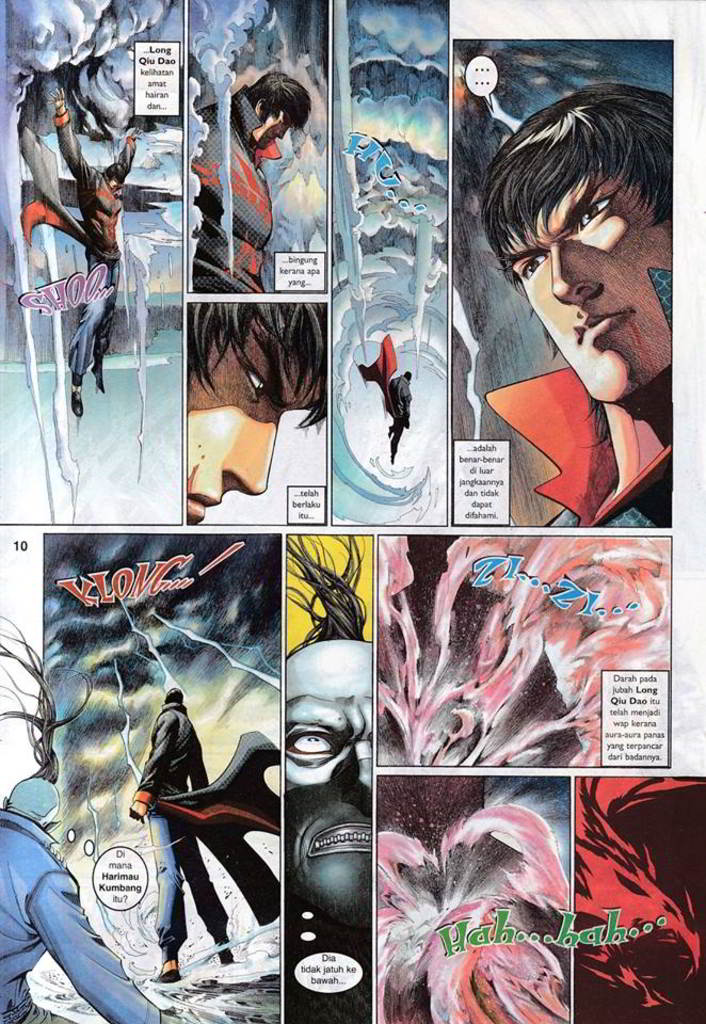 ...Long
Qiu Dao
kelihatan
amat
hairan
dan...
SHOO...
...bingung
kerana apa
yang...
...telah
berlaku
itu...
HU...
...
...
...adalah
benar-benar
di luar
jangkaannya
dan tidak
dapat
difahami.
10
KLONG...!
Di
mana
Harimau
Kumbang
itu?
Dia
tidak jatuh ke
bawah...
ZI...ZI...
Darah pada
jubah Long
Qiu Dao itu
telah menjadi
wap kerana
aura-aura panas
yang terpancar
dari badannya.
Hah...hah...